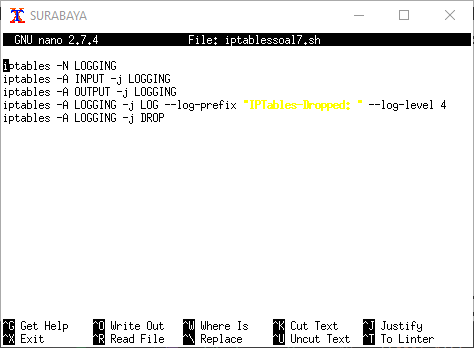 SURABAYA
GNU nano 2.7.4 File: iptablessoal7.sh
iptables -N LOGGING
iptables -A INPUT -j LOGGING
iptables -A OUTPUT -j LOGGING
iptables -A LOGGING -j LOG --log-prefix "IPTables-Dropped: " --log-level 4
iptables -A LOGGING -j DROP
^G Get Help ^O Write Out ^W Where Is ^K Cut Text ^J Justify
^X Exit ^R Read File ^\ Replace ^U Uncut Text ^T To Linter